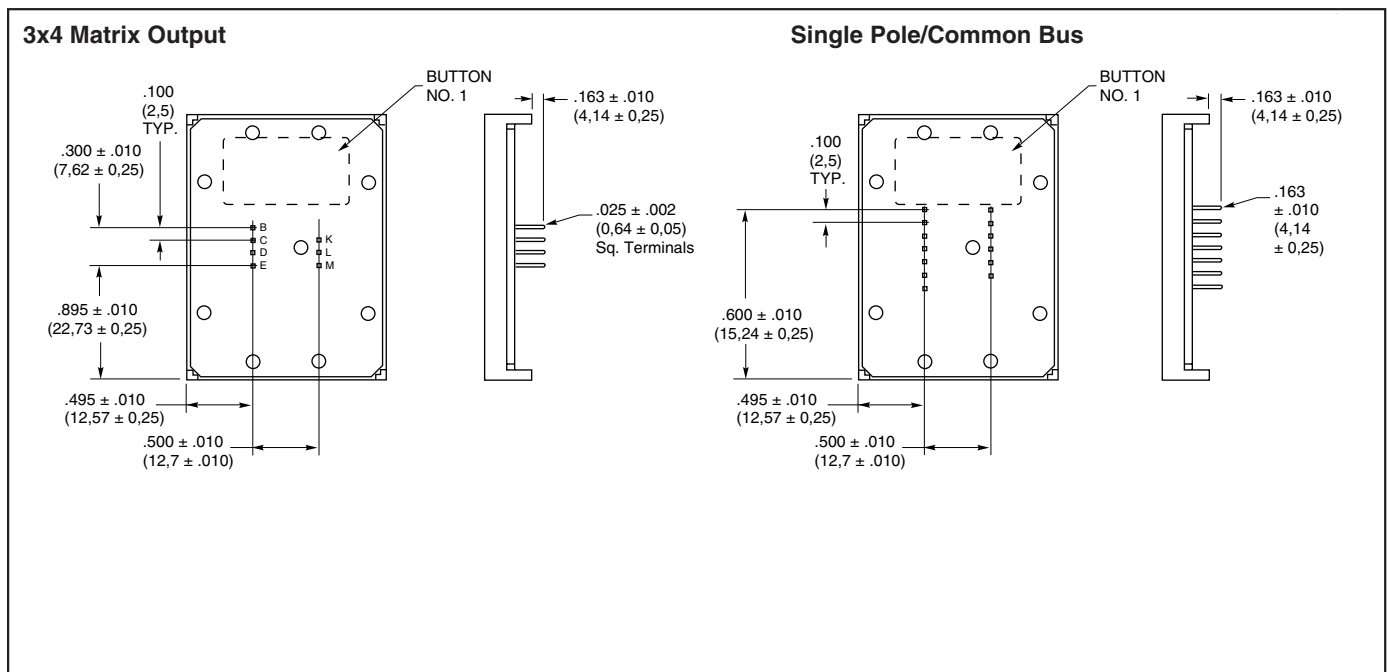 3x4 Matrix Output
BUTTON
NO. 1
.100
(2,5)
TYP.
.163 ± .010
(4,14 ± 0,25)
.300 ± .010
(7,62 ± 0,25)
B
C
D
E
K
L
M
.025 ± .002
(0,64 ± 0,05)
Sq. Terminals
.895 ± .010
(22,73 ± 0,25)
.495 ± .010
(12,57 ± 0,25)
.500 ± .010
(12,7 ± .010)
Single Pole/Common Bus
BUTTON
NO. 1
.163 ± .010
(4,14 ± 0,25)
.100
(2,5)
TYP.
.163
± .010
(4,14
± 0,25)
.600 ± .010
(15,24 ± 0,25)
.495 ± .010
(12,57 ± 0,25)
.500 ± .010
(12,7 ± .010)